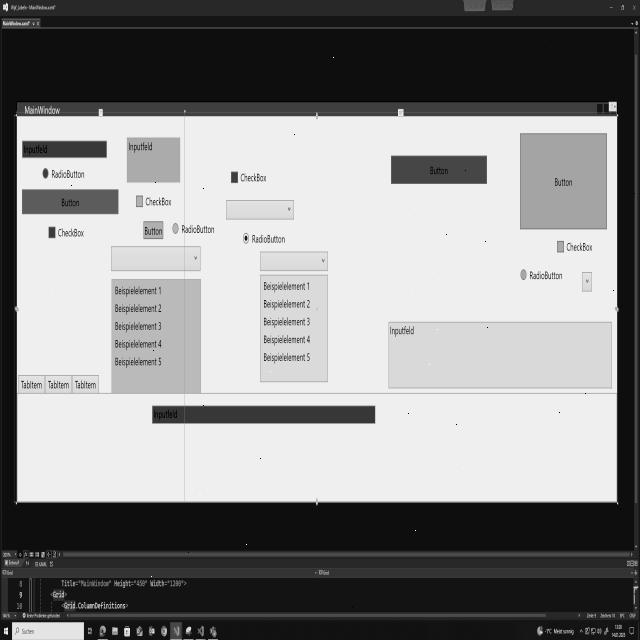 MainWindow.xaml*
MainWindow
Inputfeld
Inputfeld
RadioButton
CheckBox
Button
Button
Button
CheckBox
Button
RadioButton
CheckBox
RadioButton
CheckBox
RadioButton
Beispielelement 1
Beispielelement 2
Beispielelement 3
Beispielelement 4
Beispielelement 5
Beispielelement 1
Beispielelement 2
Beispielelement 3
Beispielelement 4
Beispielelement 5
Inputfeld
TabItem TabItem TabItem
Inputfeld
8 Title="MainWindow" Height="450" Width="1200">
9 <Grid>
10 <Grid.ColumnDefinitions>
Suchen